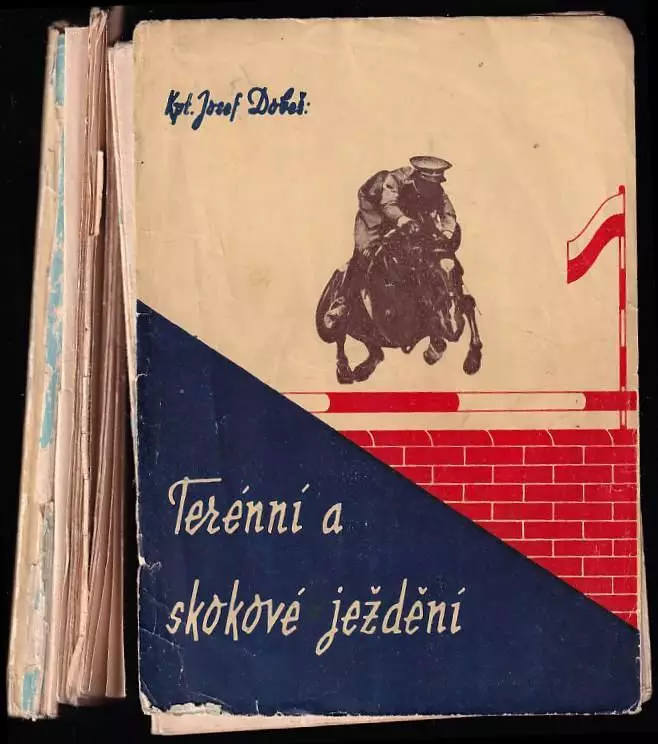 Kpt. Josef Dobeš:
Terénní a
skokové ježdění